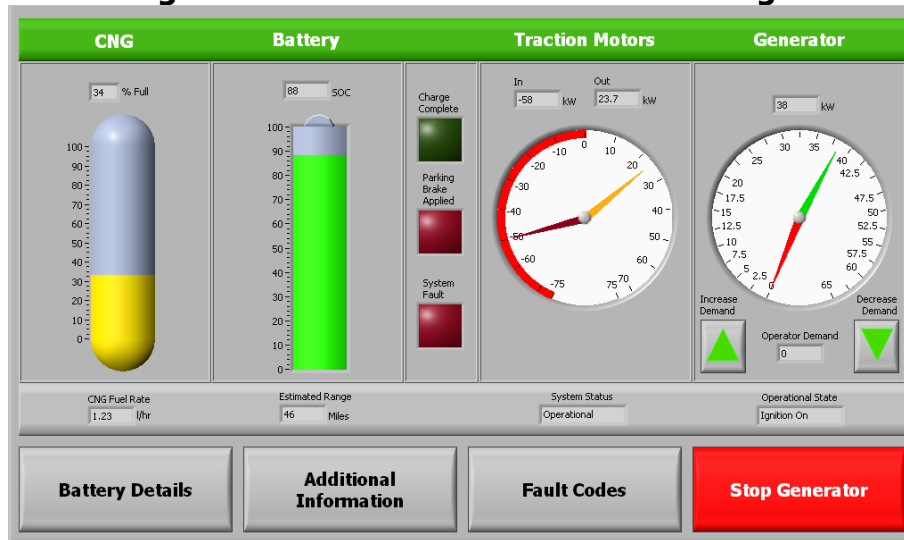 CNG
Battery
Traction Motors
Generator
34 % Full
88 SOC
Charge
Complete
Parking
Brake
Applied
System
Fault
In
-58 kW
Out
23.7 kW
38 kW
100
90
80
70
60
50
40
30
20
10
0
100
90
80
70
60
50
40
30
20
10
0
-75
-60
-50
-40
-30
-20
-10
0
10
20
30
40
50
60
70
75
0
2.5
5
7.5
10
12.5
15
17.5
20
25
30
35
40
42.5
47.5
50
52.5
55
57.5
60
65
Increase
Demand
Operator Demand
0
Decrease
Demand
CNG Fuel Rate
1.23 l/hr
Estimated Range
46 Miles
System Status
Operational
Operational State
Ignition On
Battery Details
Additional
Information
Fault Codes
Stop Generator